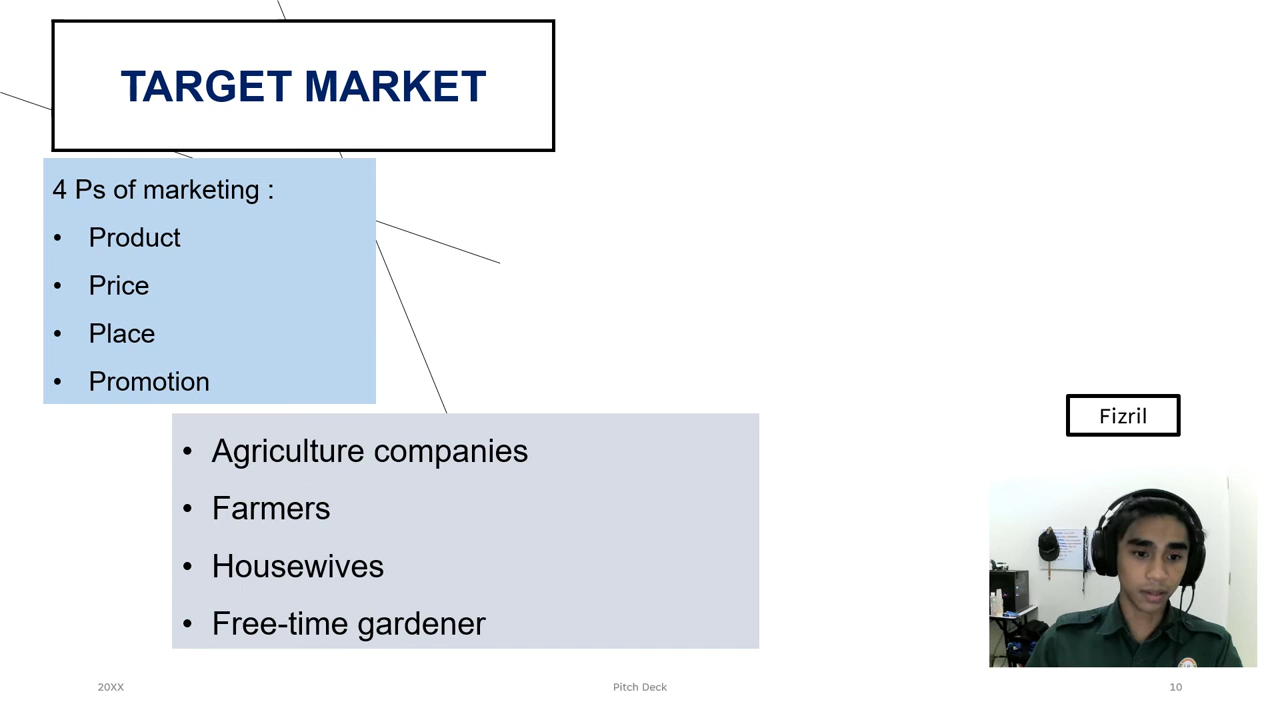 TARGET MARKET
4 Ps of marketing :
• Product
• Price
• Place
• Promotion
• Agriculture companies
• Farmers
• Housewives
• Free-time gardener
Fizril
20XX
Pitch Deck
10